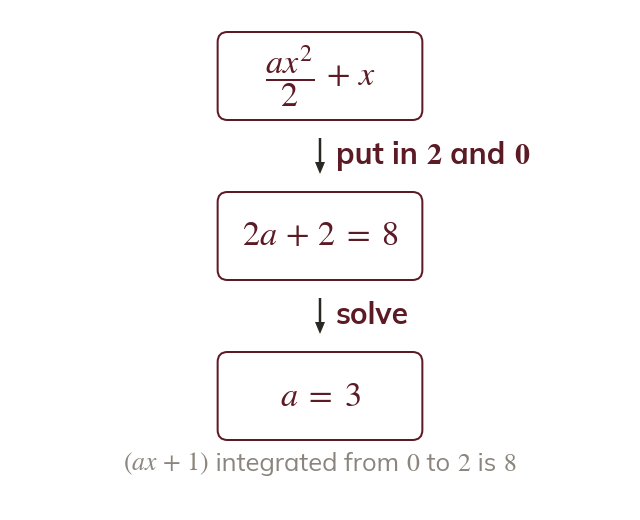 ax²/2 + x
put in 2 and 0
2a + 2 = 8
solve
a = 3
(ax + 1) integrated from 0 to 2 is 8